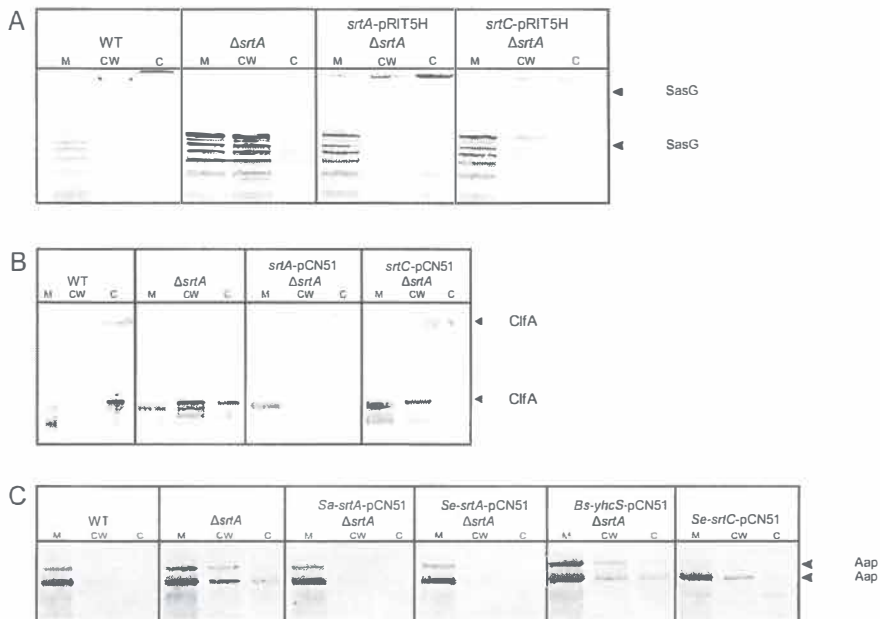 A
WT
ΔsrtA
srtA-pRIT5H
ΔsrtA
srtC-pRIT5H
ΔsrtA
M CW C M CW C M CW C M CW C
SasG
SasG
B
WT
ΔsrtA
srtA-pCN51
ΔsrtA
srtC-pCN51
ΔsrtA
M CW C M CW C M CW C M CW C
ClfA
ClfA
C
WT
ΔsrtA
Sa-srtA-pCN51
ΔsrtA
Se-srtA-pCN51
ΔsrtA
Bs-yhcS-pCN51
ΔsrtA
Se-srtC-pCN51
M CW C M CW C M CW C M CW C M CW C M CW C
Aap
Aap